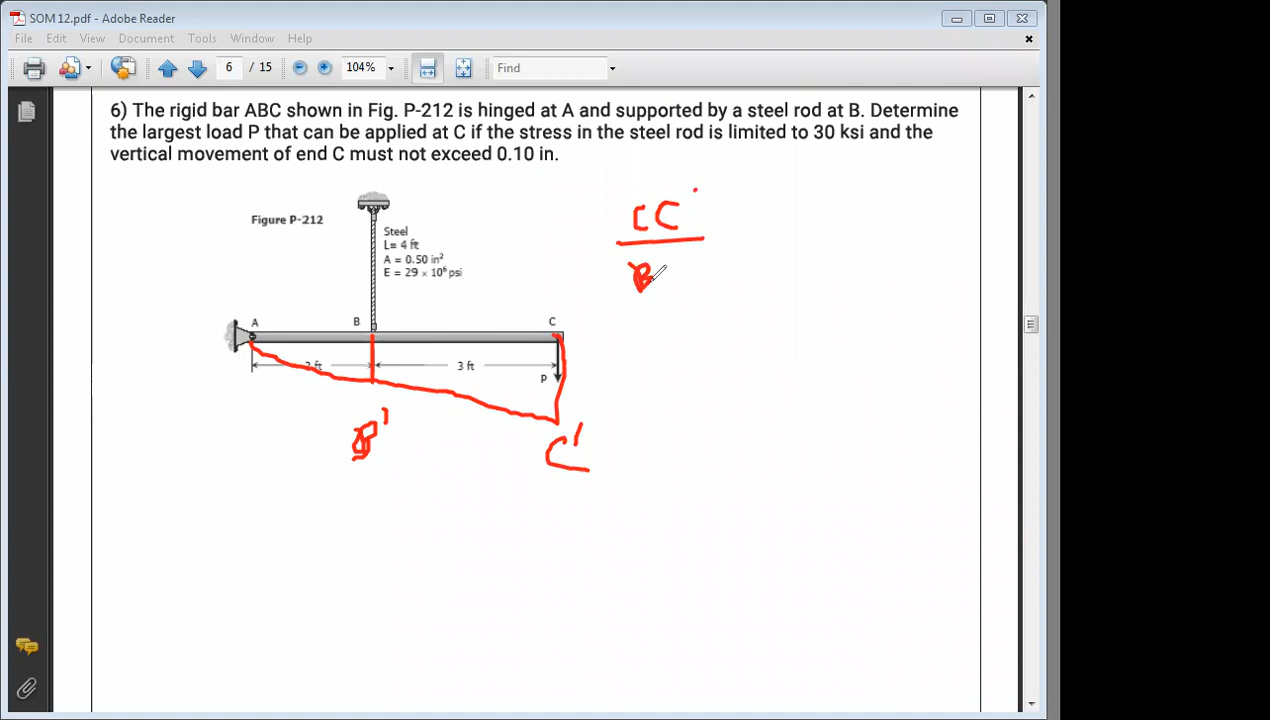 SOM 12.pdf - Adobe Reader
File Edit View Document Tools Window Help
6 / 15 104% Find
6) The rigid bar ABC shown in Fig. P-212 is hinged at A and supported by a steel rod at B. Determine
the largest load P that can be applied at C if the stress in the steel rod is limited to 30 ksi and the
vertical movement of end C must not exceed 0.10 in.
Figure P-212
Steel
L= 4 ft
A = 0.50 in²
E = 29 × 10⁶ psi
CC'
B
A B C
2 ft 3 ft
P
B' C'